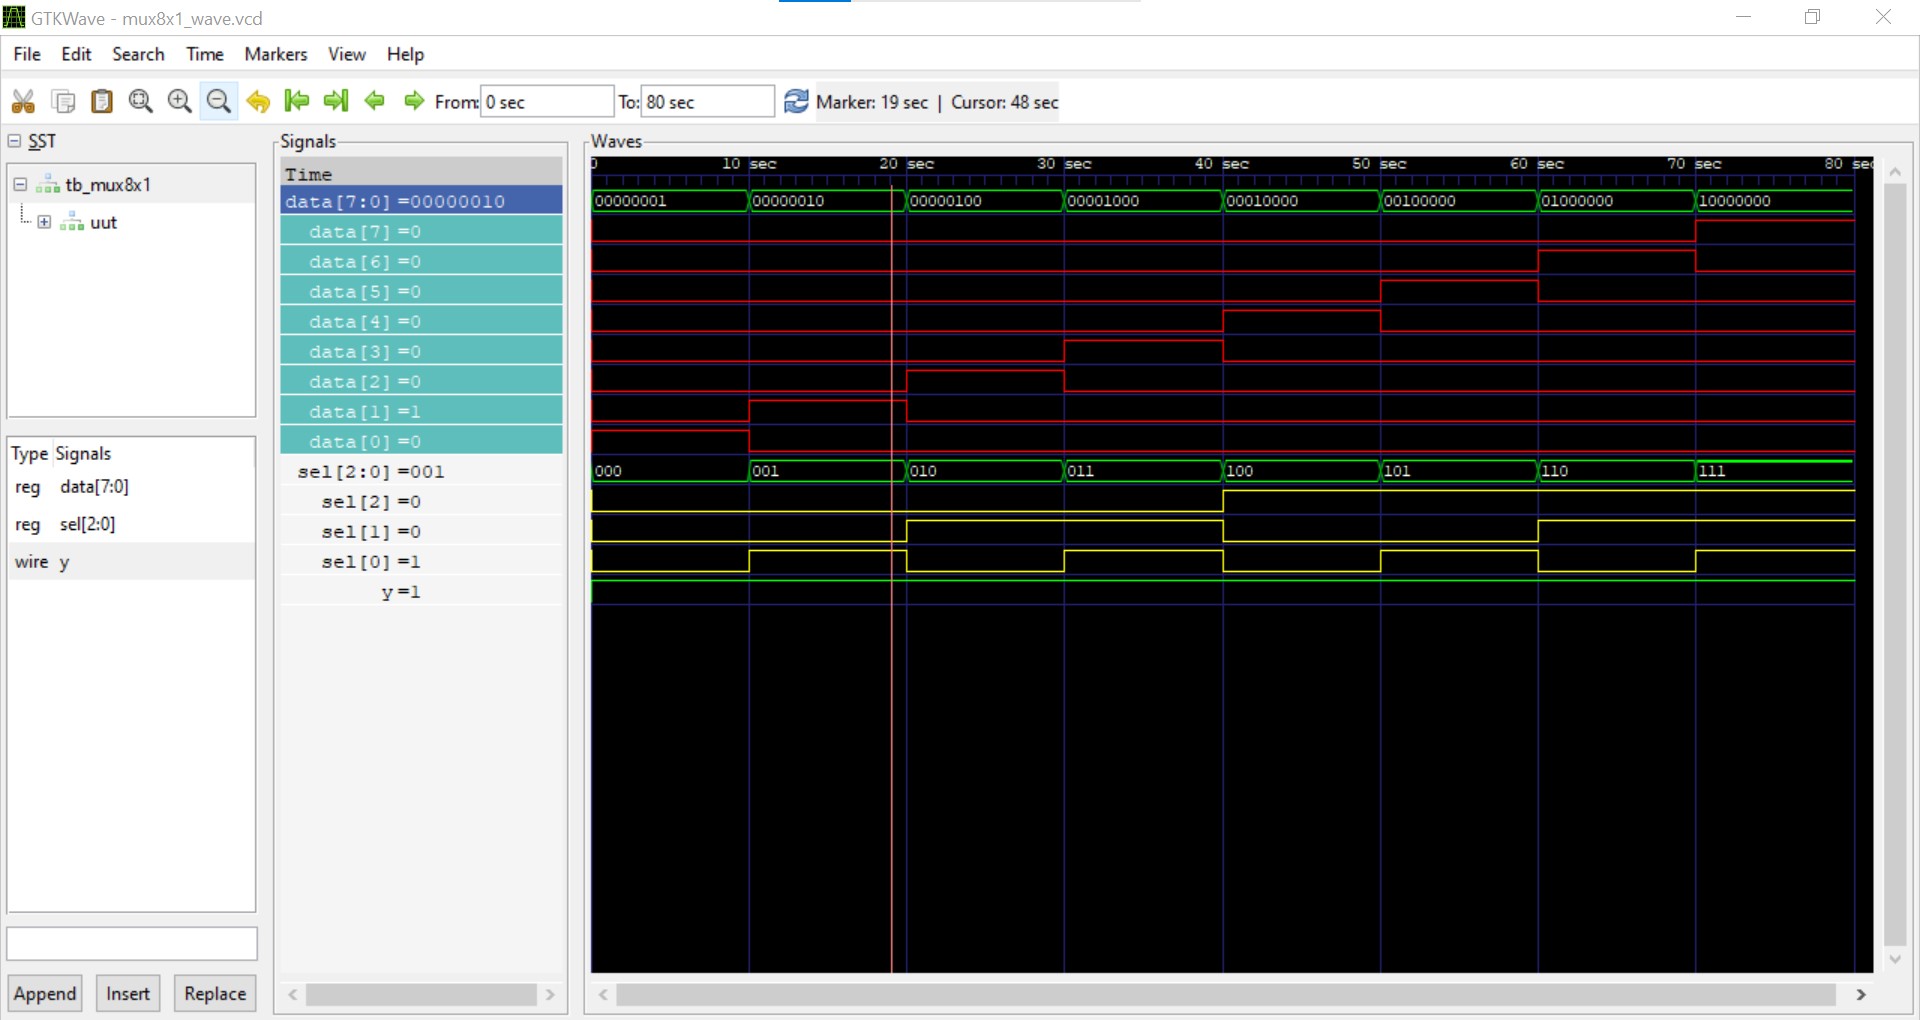 GTKWave - mux8x1_wave.vcd
File Edit Search Time Markers View Help
From: 0 sec To: 80 sec Marker: 19 sec | Cursor: 48 sec
SST
tb_mux8x1
uut
Type Signals
reg data[7:0]
reg sel[2:0]
wire y
Append Insert Replace
Signals
Time
data[7:0] =00000010
data[7] =0
data[6] =0
data[5] =0
data[4] =0
data[3] =0
data[2] =0
data[1] =1
data[0] =0
sel[2:0] =001
sel[2] =0
sel[1] =0
sel[0] =1
y =1
Waves
0 10 sec 20 sec 30 sec 40 sec 50 sec 60 sec 70 sec 80 sec
00000001 00000010 00000100 00001000 00010000 00100000 01000000 10000000
000 001 010 011 100 101 110 111